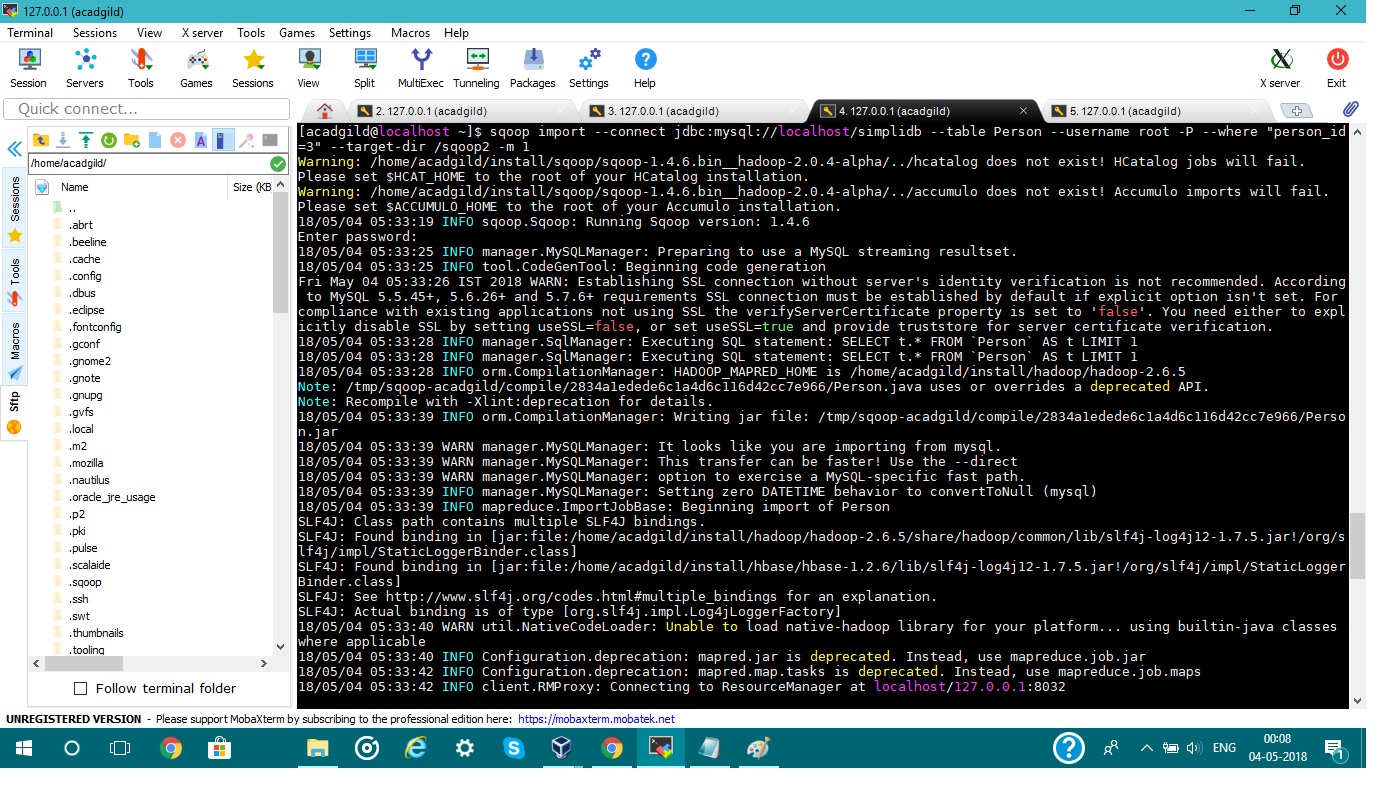 127.0.0.1 (acadgild)
Terminal Sessions View X server Tools Games Settings Macros Help
Session Servers Tools Games Sessions View Split MultiExec Tunneling Packages Settings Help X server Exit
Quick connect...
2. 127.0.0.1 (acadgild)
3. 127.0.0.1 (acadgild)
4. 127.0.0.1 (acadgild)
5. 127.0.0.1 (acadgild)
Sessions
Tools
Macros
Sftp
/home/acadgild/
Name Size (KB
..
.abrt
.beeline
.cache
.config
.dbus
.eclipse
.fontconfig
.gconf
.gnome2
.gnote
.gnupg
.gvfs
.local
.m2
.mozilla
.nautilus
.oracle_jre_usage
.p2
.pki
.pulse
.scalaide
.sqoop
.ssh
.swt
.thumbnails
.tooling
Follow terminal folder
[acadgild@localhost ~]$ sqoop import --connect jdbc:mysql://localhost/simplidb --table Person --username root -P --where "person_id
=3" --target-dir /sqoop2 -m 1
Warning: /home/acadgild/install/sqoop/sqoop-1.4.6.bin__hadoop-2.0.4-alpha/../hcatalog does not exist! HCatalog jobs will fail.
Please set $HCAT_HOME to the root of your HCatalog installation.
Warning: /home/acadgild/install/sqoop/sqoop-1.4.6.bin__hadoop-2.0.4-alpha/../accumulo does not exist! Accumulo imports will fail.
Please set $ACCUMULO_HOME to the root of your Accumulo installation.
18/05/04 05:33:19 INFO sqoop.Sqoop: Running Sqoop version: 1.4.6
Enter password:
18/05/04 05:33:25 INFO manager.MySQLManager: Preparing to use a MySQL streaming resultset.
18/05/04 05:33:25 INFO tool.CodeGenTool: Beginning code generation
Fri May 04 05:33:26 IST 2018 WARN: Establishing SSL connection without server's identity verification is not recommended. According
to MySQL 5.5.45+, 5.6.26+ and 5.7.6+ requirements SSL connection must be established by default if explicit option isn't set. For
compliance with existing applications not using SSL the verifyServerCertificate property is set to 'false'. You need either to expl
icitly disable SSL by setting useSSL=false, or set useSSL=true and provide truststore for server certificate verification.
18/05/04 05:33:28 INFO manager.SqlManager: Executing SQL statement: SELECT t.* FROM `Person` AS t LIMIT 1
18/05/04 05:33:28 INFO manager.SqlManager: Executing SQL statement: SELECT t.* FROM `Person` AS t LIMIT 1
18/05/04 05:33:28 INFO orm.CompilationManager: HADOOP_MAPRED_HOME is /home/acadgild/install/hadoop/hadoop-2.6.5
Note: /tmp/sqoop-acadgild/compile/2834a1edede6c1a4d6c116d42cc7e966/Person.java uses or overrides a deprecated API.
Note: Recompile with -Xlint:deprecation for details.
18/05/04 05:33:39 INFO orm.CompilationManager: Writing jar file: /tmp/sqoop-acadgild/compile/2834a1edede6c1a4d6c116d42cc7e966/Perso
n.jar
18/05/04 05:33:39 WARN manager.MySQLManager: It looks like you are importing from mysql.
18/05/04 05:33:39 WARN manager.MySQLManager: This transfer can be faster! Use the --direct
18/05/04 05:33:39 WARN manager.MySQLManager: option to exercise a MySQL-specific fast path.
18/05/04 05:33:39 INFO manager.MySQLManager: Setting zero DATETIME behavior to convertToNull (mysql)
18/05/04 05:33:39 INFO mapreduce.ImportJobBase: Beginning import of Person
SLF4J: Class path contains multiple SLF4J bindings.
SLF4J: Found binding in [jar:file:/home/acadgild/install/hadoop/hadoop-2.6.5/share/hadoop/common/lib/slf4j-log4j12-1.7.5.jar!/org/s
lf4j/impl/StaticLoggerBinder.class]
SLF4J: Found binding in [jar:file:/home/acadgild/install/hbase/hbase-1.2.6/lib/slf4j-log4j12-1.7.5.jar!/org/slf4j/impl/StaticLogger
Binder.class]
SLF4J: See http://www.slf4j.org/codes.html#multiple_bindings for an explanation.
SLF4J: Actual binding is of type [org.slf4j.impl.Log4jLoggerFactory]
18/05/04 05:33:40 WARN util.NativeCodeLoader: Unable to load native-hadoop library for your platform... using builtin-java classes
where applicable
18/05/04 05:33:40 INFO Configuration.deprecation: mapred.jar is deprecated. Instead, use mapreduce.job.jar
18/05/04 05:33:42 INFO Configuration.deprecation: mapred.map.tasks is deprecated. Instead, use mapreduce.job.maps
18/05/04 05:33:42 INFO client.RMProxy: Connecting to ResourceManager at localhost/127.0.0.1:8032
UNREGISTERED VERSION - Please support MobaXterm by subscribing to the professional edition here: https://mobaxterm.mobatek.net
ENG
00:08
04-05-2018
1